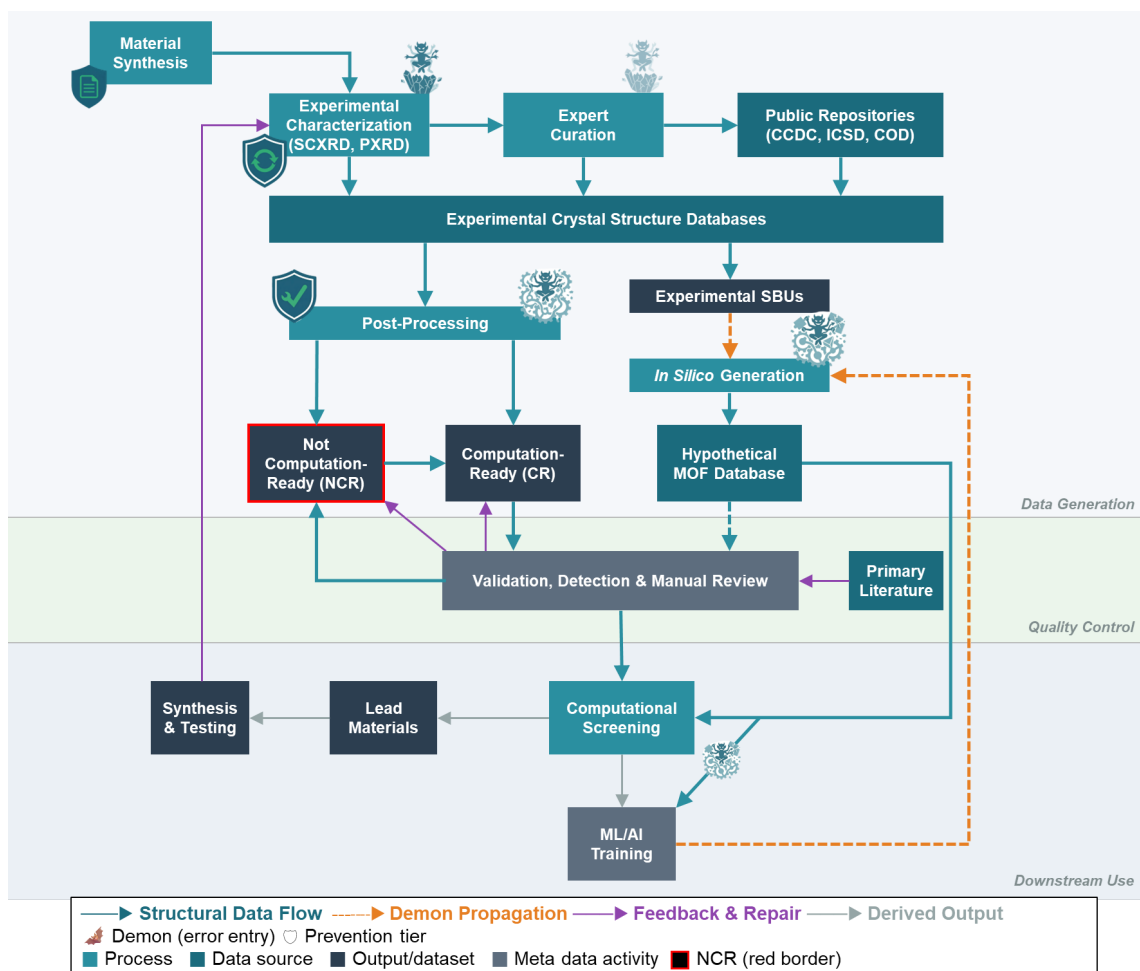 Material
Synthesis
Experimental
Characterization
(SCXRD, PXRD)
Expert
Curation
Public Repositories
(CCDC, ICSD, COD)
Experimental Crystal Structure Databases
Post-Processing
Experimental SBUs
In Silico Generation
Not
Computation-
Ready (NCR)
Computation-
Ready (CR)
Hypothetical
MOF Database
Data Generation
Validation, Detection & Manual Review
Primary
Literature
Quality Control
Synthesis
& Testing
Lead
Materials
Computational
Screening
ML/AI
Training
Downstream Use
Structural Data Flow Demon Propagation Feedback & Repair Derived Output
Demon (error entry) Prevention tier
Process Data source Output/dataset Meta data activity NCR (red border)